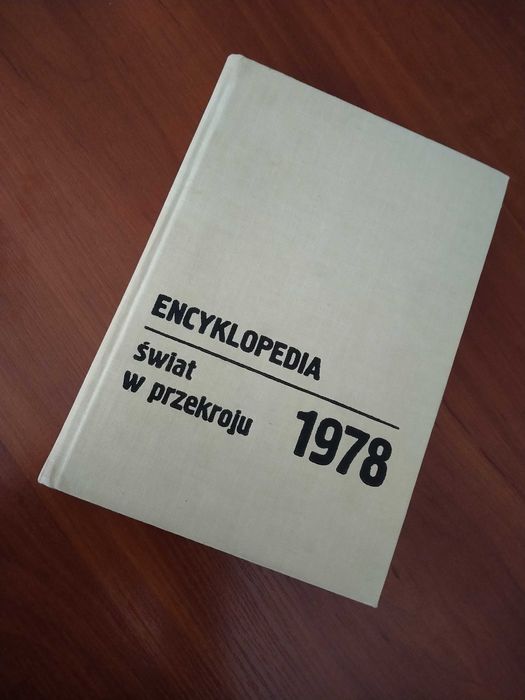 ENCYKLOPEDIA
świat
w przekroju
1978